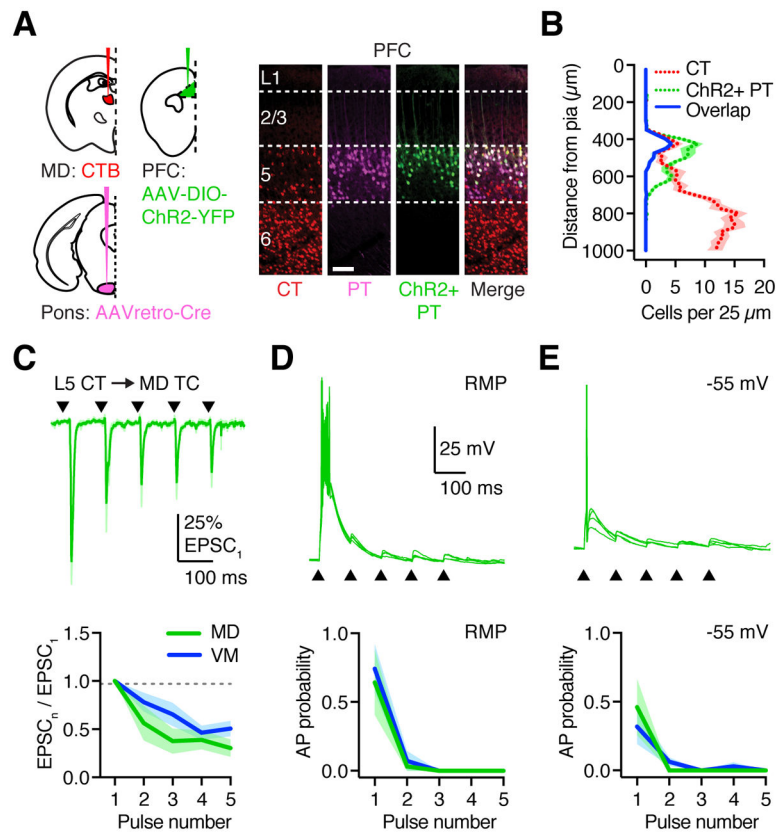 A
MD: CTB
PFC:
AAV-DIO-
ChR2-YFP
Pons: AAVretro-Cre
PFC
L1
2/3
5
6
CT
PT
ChR2+
PT
Merge
B
CT
ChR2+ PT
Overlap
Distance from pia (µm)
0
200
400
600
800
1000
0 5 10 15 20
Cells per 25 µm
C
L5 CT → MD TC
25%
EPSC₁
100 ms
MD
VM
EPSCₙ / EPSC₁
1.5
1.0
0.5
0.0
1 2 3 4 5
Pulse number
D
RMP
25 mV
100 ms
RMP
AP probability
1.0
0.5
0.0
1 2 3 4 5
Pulse number
E
-55 mV
-55 mV
AP probability
1.0
0.5
0.0
1 2 3 4 5
Pulse number